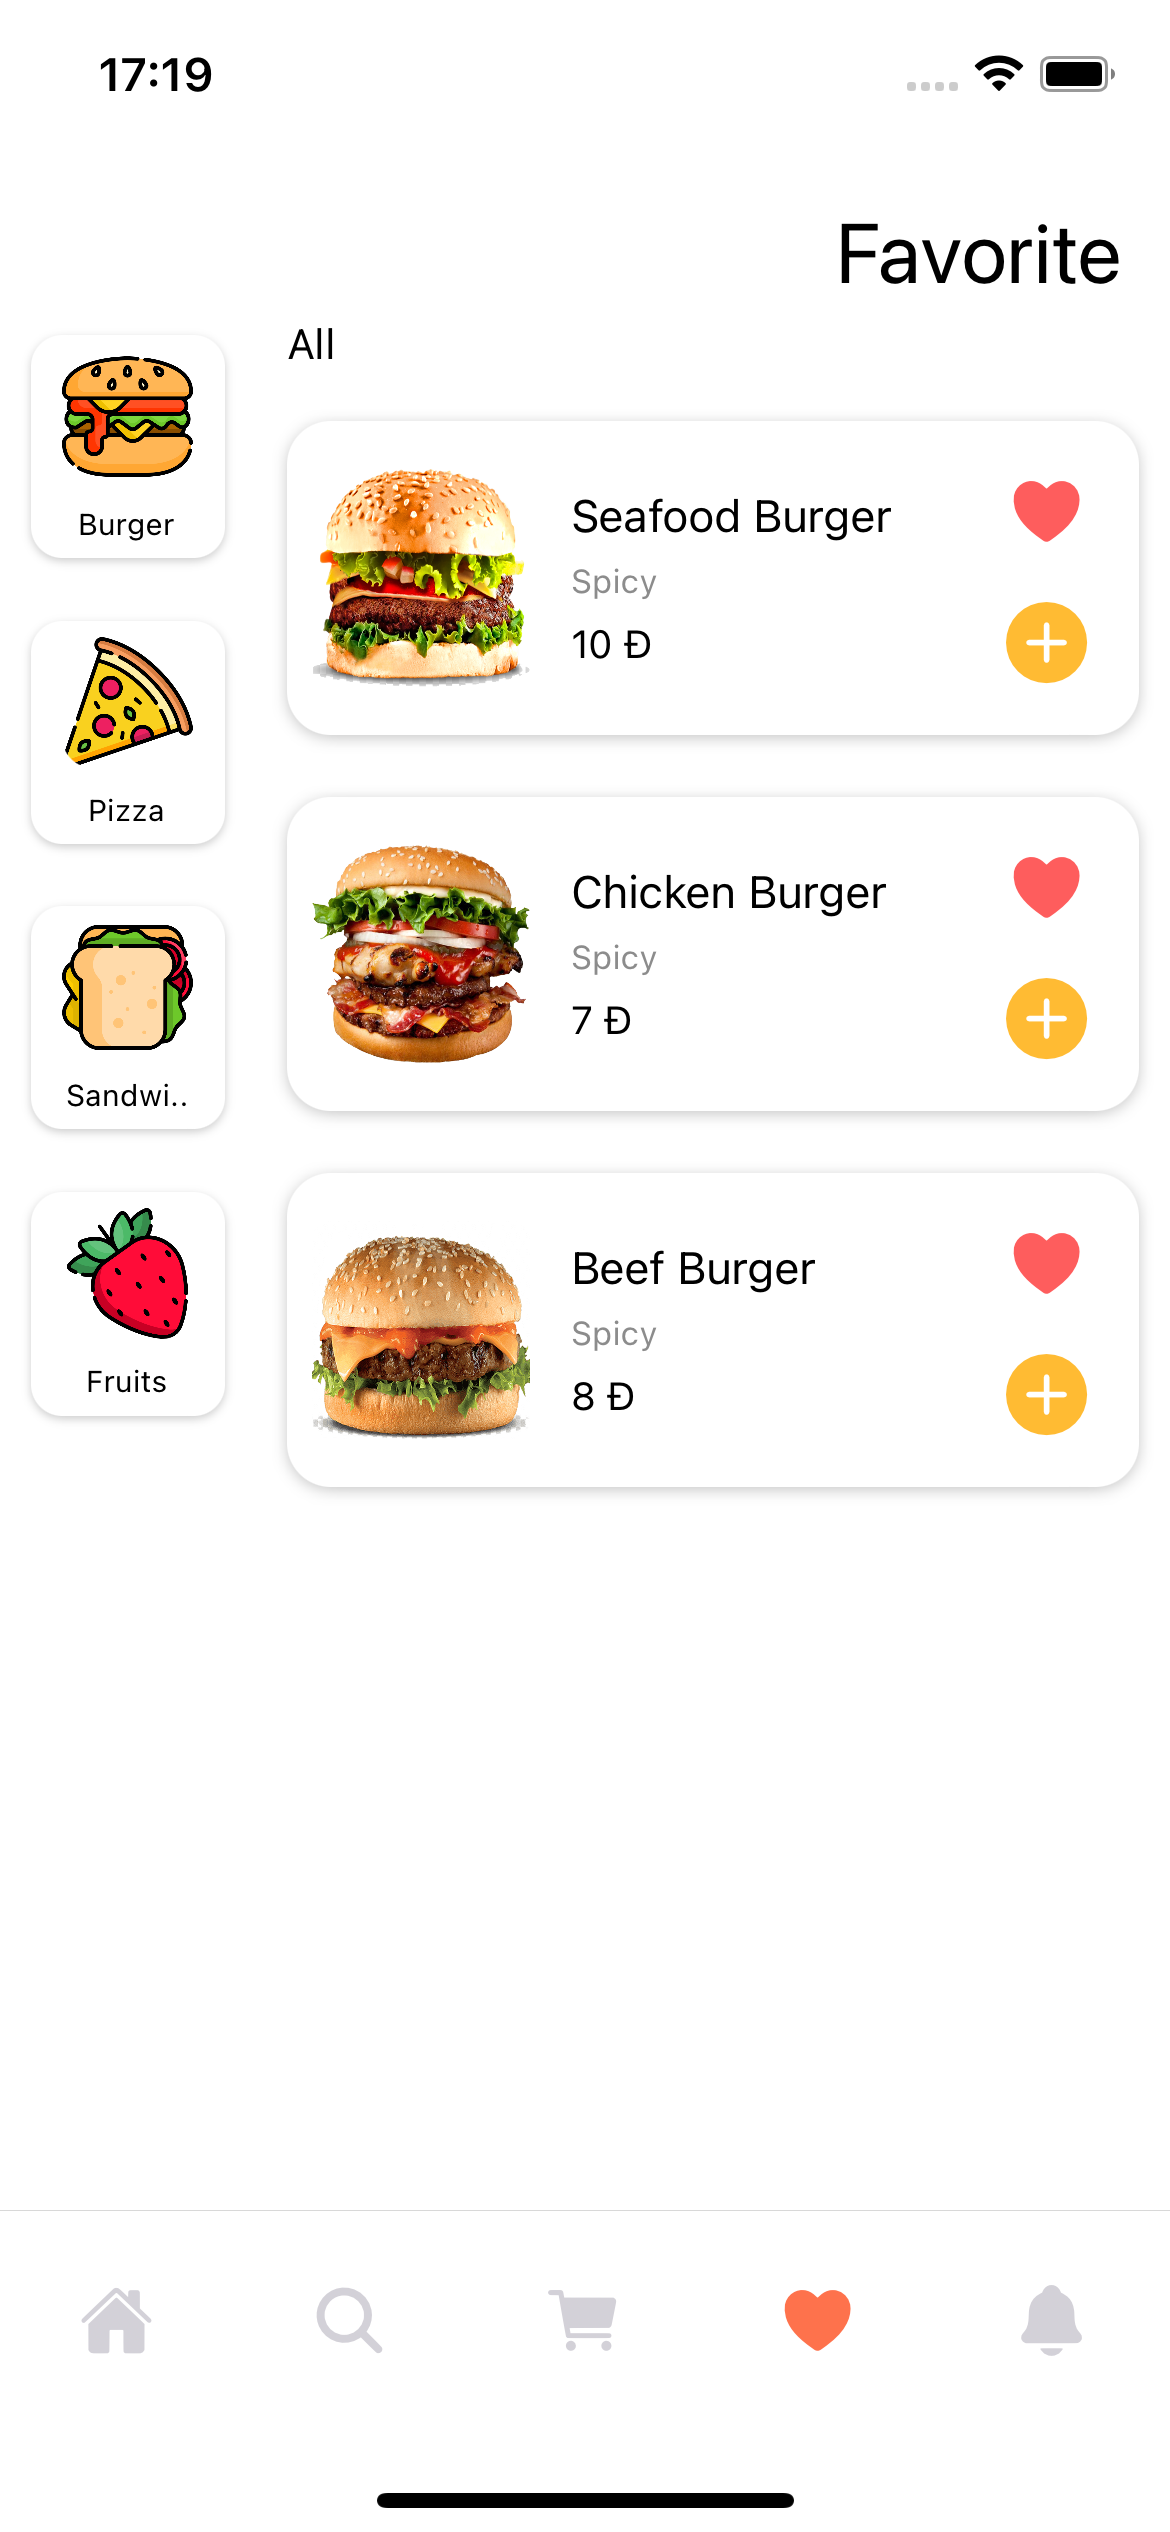 17:19
Favorite
All
Burger
Pizza
Sandwi..
Fruits
Seafood Burger
Spicy
10 Đ
Chicken Burger
Spicy
7 Đ
Beef Burger
Spicy
8 Đ